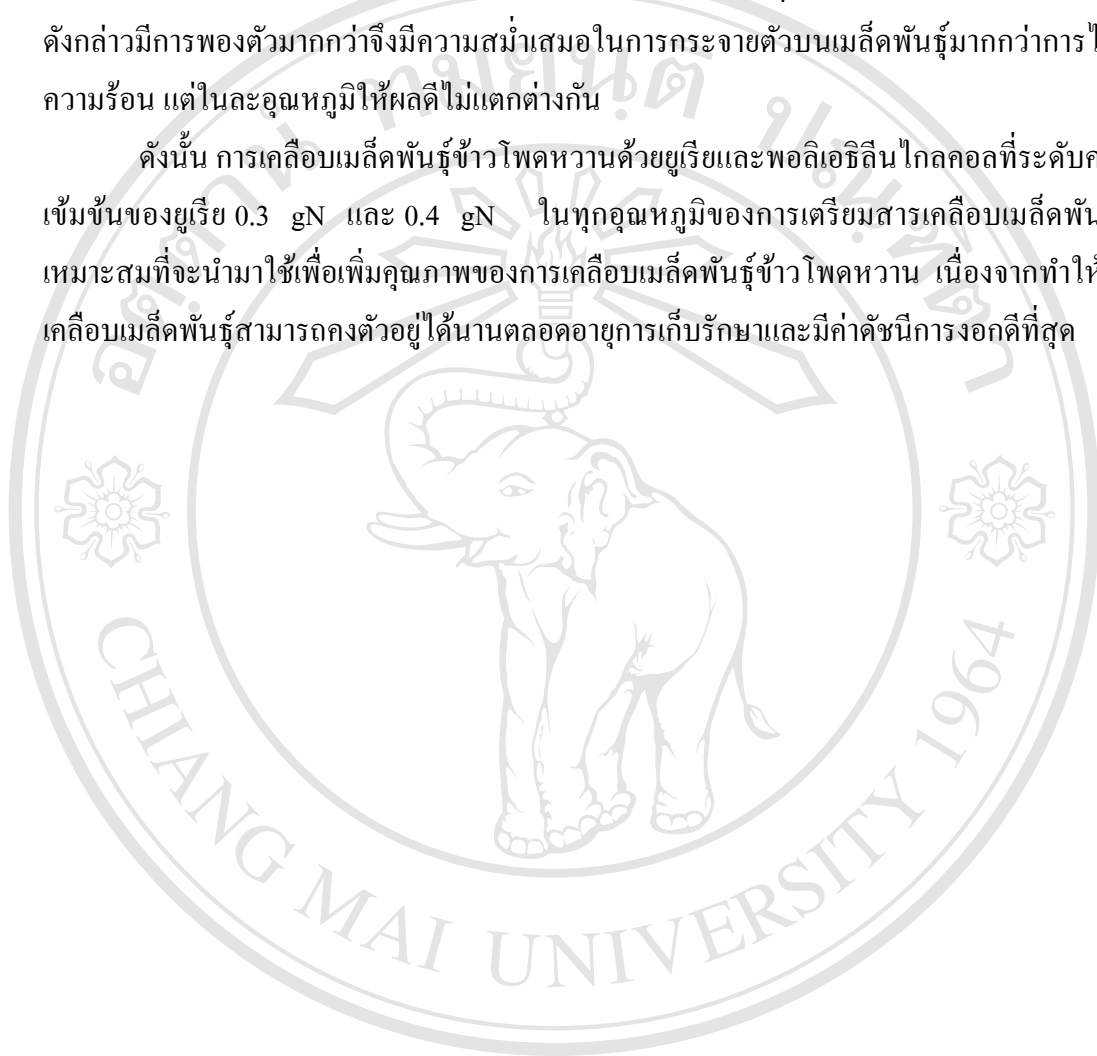 ดังกล่าวมีการพองตัวมากกว่าจึงมีความสม่ำเสมอในการกระจายตัวบนเมล็ดพันธุ์มากกว่าการ
ความร้อน แต่ในละอุณหภูมิให้ผลดีไม่แตกต่างกัน
ดังนั้น การเคลือบเมล็ดพันธุ์ข้าวโพดหวานด้วยยูเรียและพอลิเอธิลีนไกลคอลที่ระดับ
เข้มข้นของยูเรีย 0.3 gN และ 0.4 gN ในทุกอุณหภูมิของการเตรียมสารเคลือบเมล็ดพัน
เหมาะสมที่จะนำมาใช้เพื่อเพิ่มคุณภาพของการเคลือบเมล็ดพันธุ์ข้าวโพดหวาน เนื่องจากทำให้
เคลือบเมล็ดพันธุ์สามารถคงตัวอยู่ได้นานตลอดอายุการเก็บรักษาและมีค่าดัชนีการงอกดีที่สุด
อตฺตานํ ทมยนฺติ ปณฺฑิตา
CHIANG MAI UNIVERSITY 1964